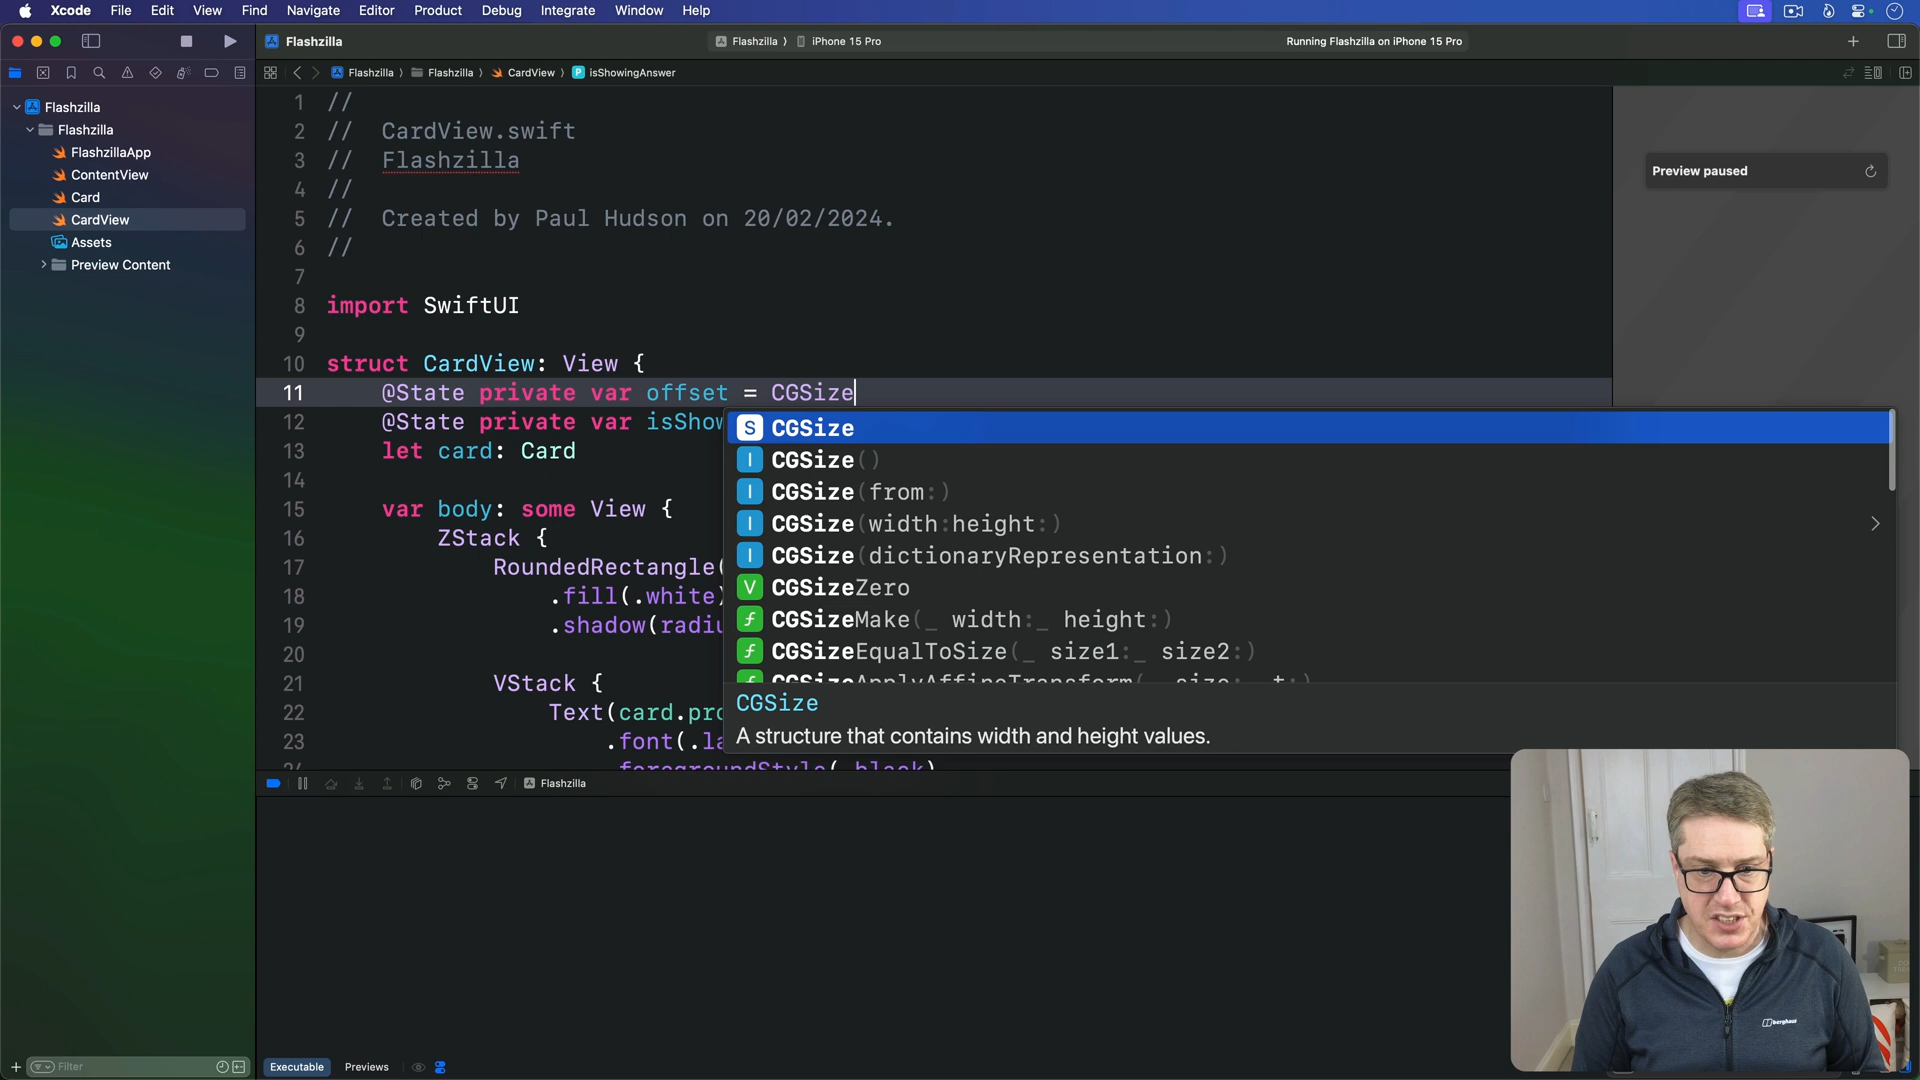 Xcode File Edit View Find Navigate Editor Product Debug Integrate Window Help
Flashzilla
Flashzilla ⟩ iPhone 15 Pro
Running Flashzilla on iPhone 15 Pro
Flashzilla ⟩ Flashzilla ⟩ CardView ⟩ P isShowingAnswer
Flashzilla
Flashzilla
FlashzillaApp
ContentView
Card
CardView
Assets
Preview Content
1 //
2 // CardView.swift
3 // Flashzilla
4 //
5 // Created by Paul Hudson on 20/02/2024.
6 //
7
8 import SwiftUI
9
10 struct CardView: View {
11 @State private var offset = CGSize
12 @State private var isShow
13 let card: Card
14
15 var body: some View {
16 ZStack {
17 RoundedRectangle(
18 .fill(.white)
19 .shadow(radiu
20
21 VStack {
22 Text(card.pro
23 .font(.la
24 .foregroundStyle(.black)
S CGSize
I CGSize()
I CGSize(from:)
I CGSize(width:height:)
I CGSize(dictionaryRepresentation:)
V CGSizeZero
f CGSizeMake(_ width:_ height:)
f CGSizeEqualToSize(_ size1:_ size2:)
f CGSizeApplyAffineTransform(_ size:_ t:)
CGSize
A structure that contains width and height values.
Preview paused
Flashzilla
Filter
Executable Previews
berghaus